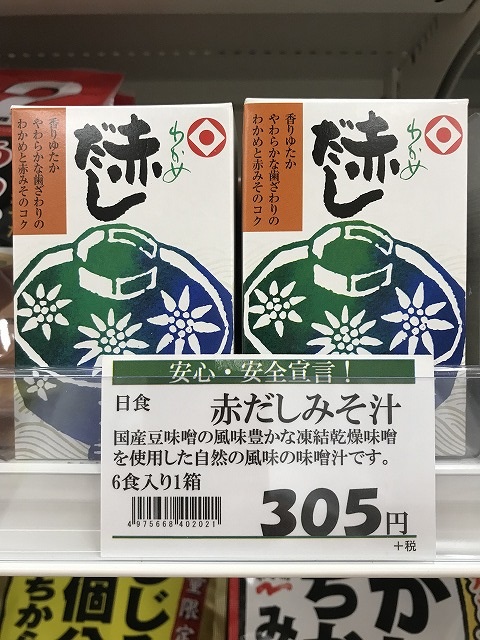 わかめ
赤だし
香りゆたか
やわらかな歯ざわりの
わかめと赤みそのコク
わかめ
赤だし
香りゆたか
やわらかな歯ざわりの
わかめと赤みそのコク
安心・安全宣言！
日食 赤だしみそ汁
国産豆味噌の風味豊かな凍結乾燥味噌
を使用した自然の風味の味噌汁です。
6食入り1箱
4975668402021
305円
+税